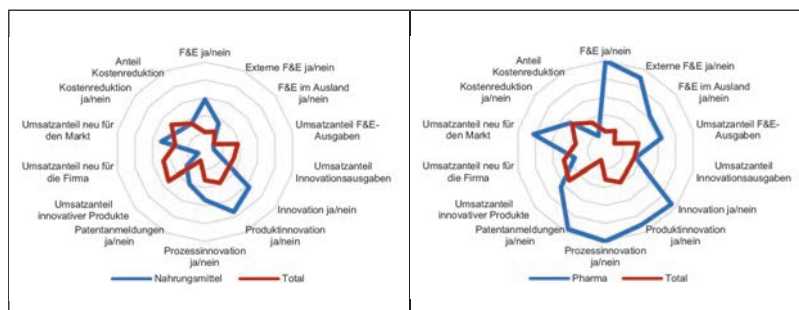 F&E ja/nein
Externe F&E ja/nein
F&E im Ausland
ja/nein
Umsatzanteil F&E-
Ausgaben
Umsatzanteil
Innovationsausgaben
Innovation ja/nein
Produktinnovation
ja/nein
Prozessinnovation
ja/nein
Patentanmeldungen
ja/nein
Umsatzanteil
innovativer Produkte
Umsatzanteil neu für
die Firma
Umsatzanteil neu für
den Markt
Kostenreduktion
ja/nein
Anteil
Kostenreduktion
Nahrungsmittel
Total
F&E ja/nein
Externe F&E ja/nein
F&E im Ausland
ja/nein
Umsatzanteil F&E-
Ausgaben
Umsatzanteil
Innovationsausgaben
Innovation ja/nein
Produktinnovation
ja/nein
Prozessinnovation
ja/nein
Patentanmeldungen
ja/nein
Umsatzanteil
innovativer Produkte
Umsatzanteil neu für
die Firma
Umsatzanteil neu für
den Markt
Kostenreduktion
ja/nein
Anteil
Kostenreduktion
Pharma
Total